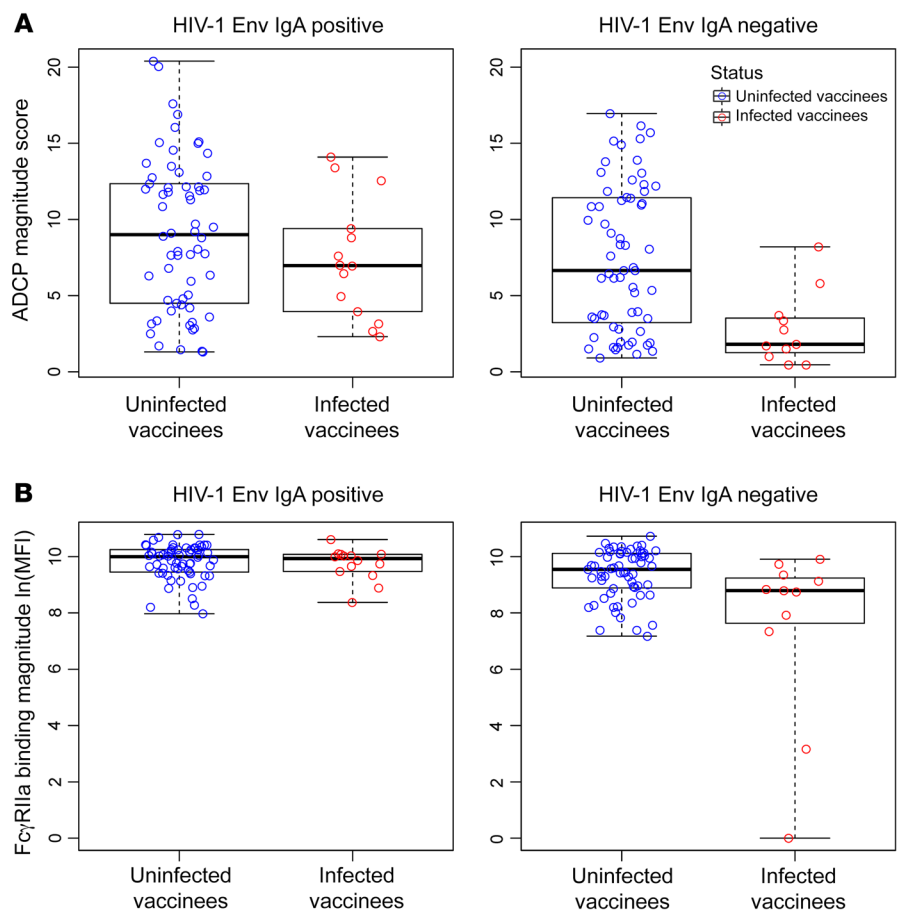 A
HIV-1 Env IgA positive
HIV-1 Env IgA negative
ADCP magnitude score
20
15
10
5
0
20
15
10
5
0
Status
Uninfected vaccinees
Infected vaccinees
Uninfected
vaccinees
Infected
vaccinees
Uninfected
vaccinees
Infected
vaccinees
B
HIV-1 Env IgA positive
HIV-1 Env IgA negative
FcγRIIa binding magnitude ln(MFI)
10
8
6
4
2
0
10
8
6
4
2
0
Uninfected
vaccinees
Infected
vaccinees
Uninfected
vaccinees
Infected
vaccinees